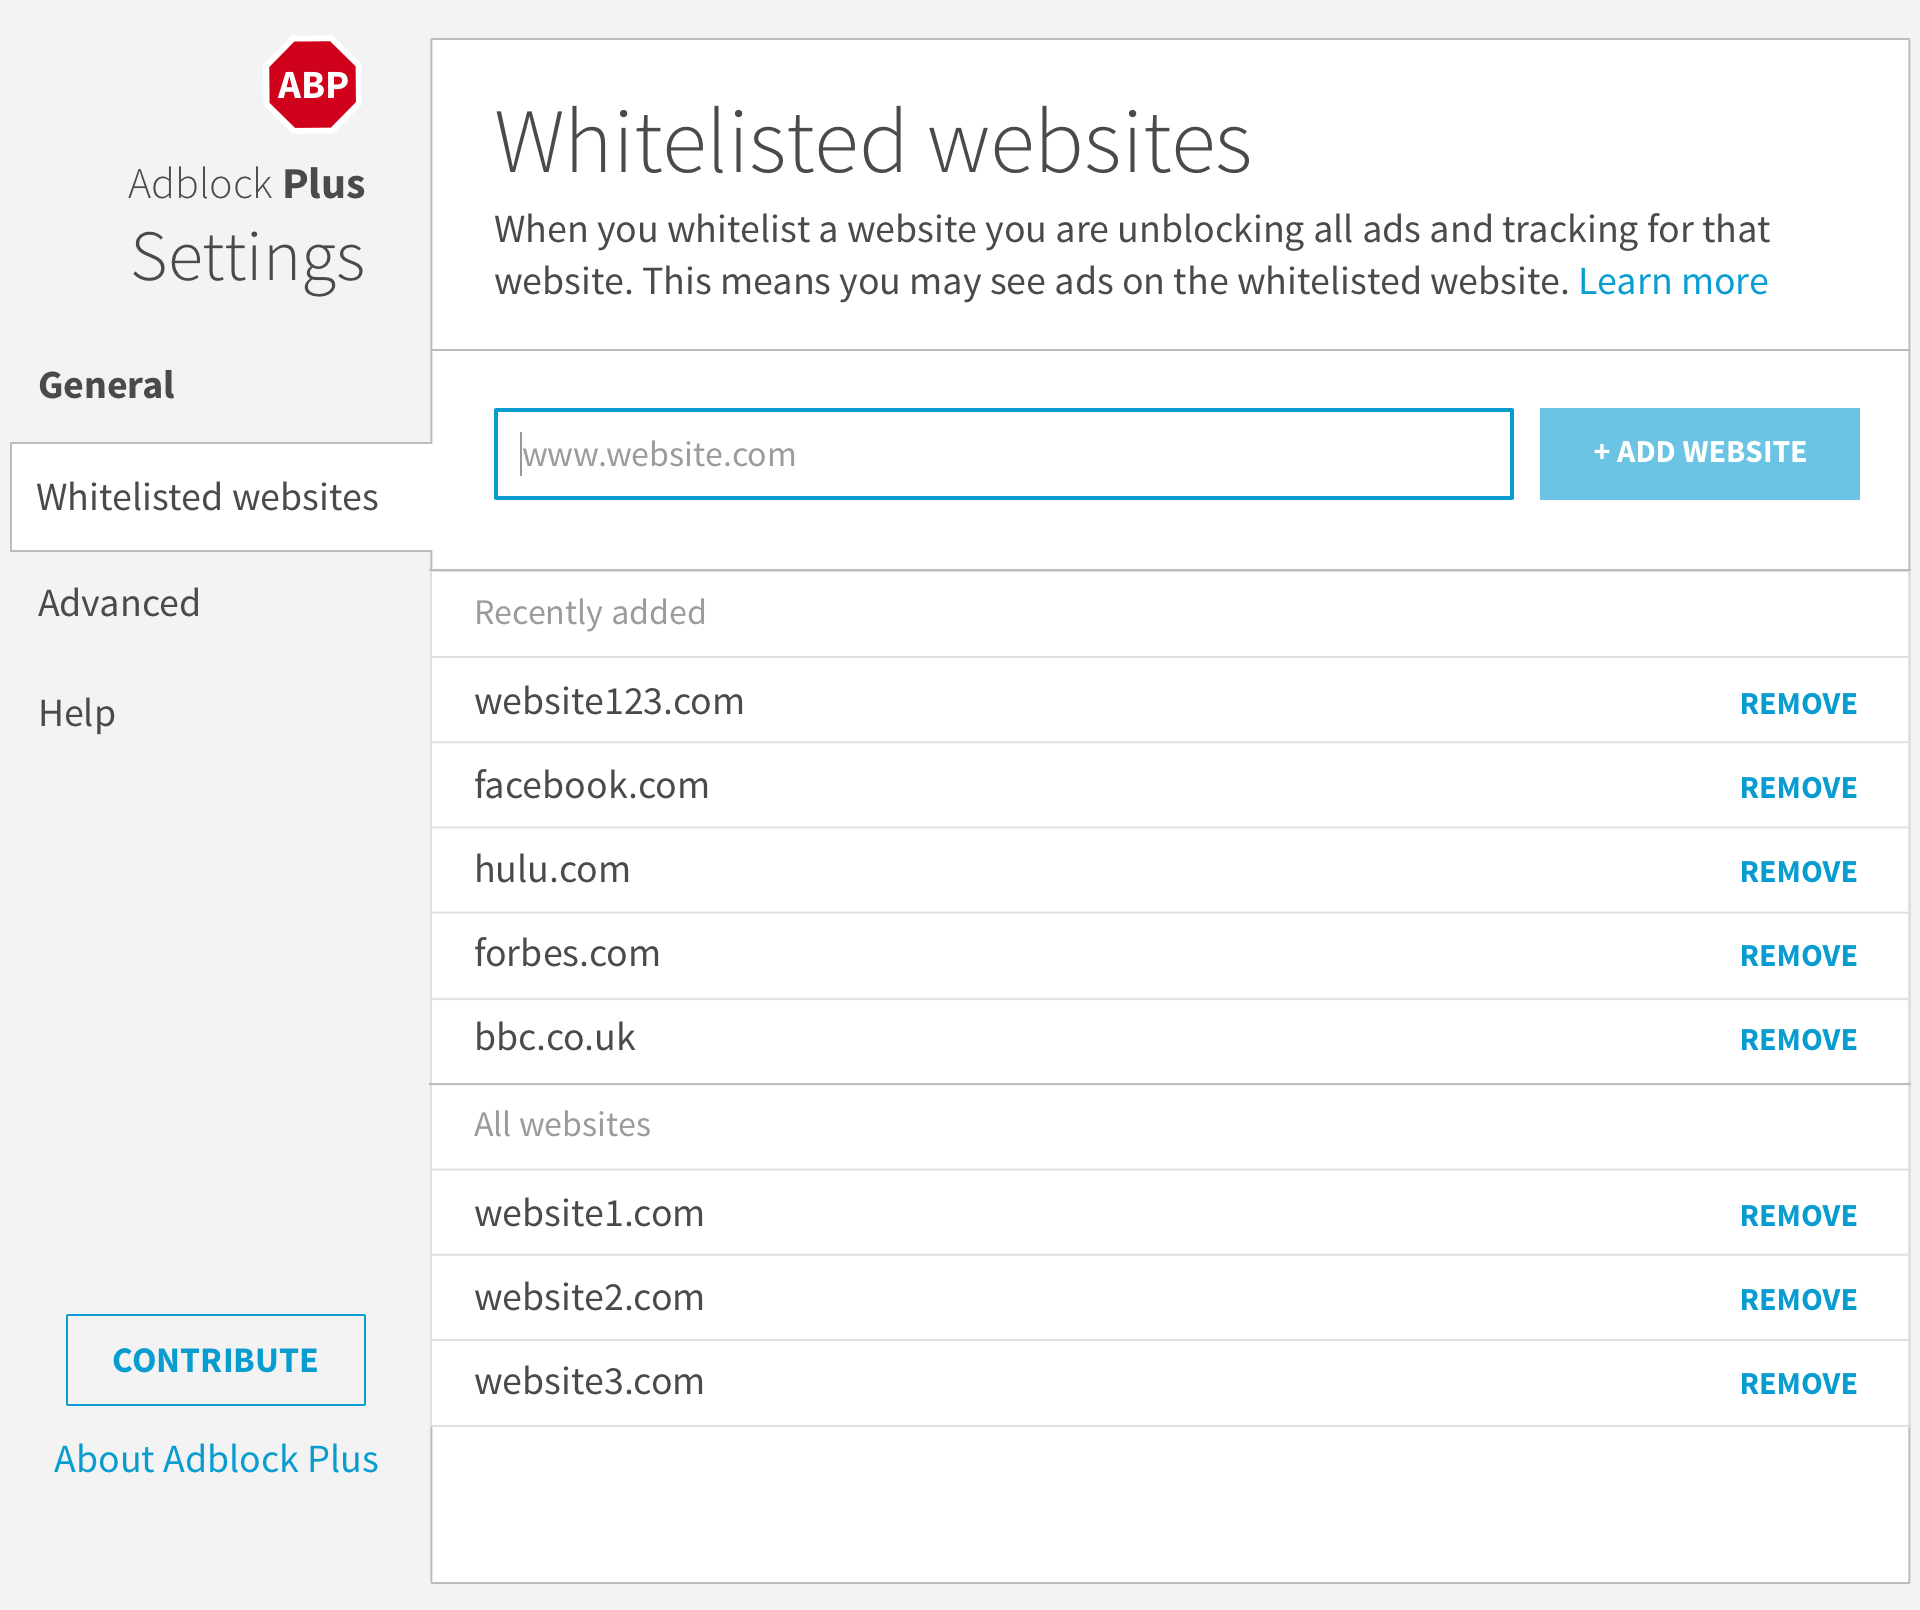 ABP
Adblock Plus
Settings
General
Whitelisted websites
Advanced
Help
CONTRIBUTE
About Adblock Plus
Whitelisted websites
When you whitelist a website you are unblocking all ads and tracking for that
website. This means you may see ads on the whitelisted website. Learn more
www.website.com
+ ADD WEBSITE
Recently added
website123.com REMOVE
facebook.com REMOVE
hulu.com REMOVE
forbes.com REMOVE
bbc.co.uk REMOVE
All websites
website1.com REMOVE
website2.com REMOVE
website3.com REMOVE